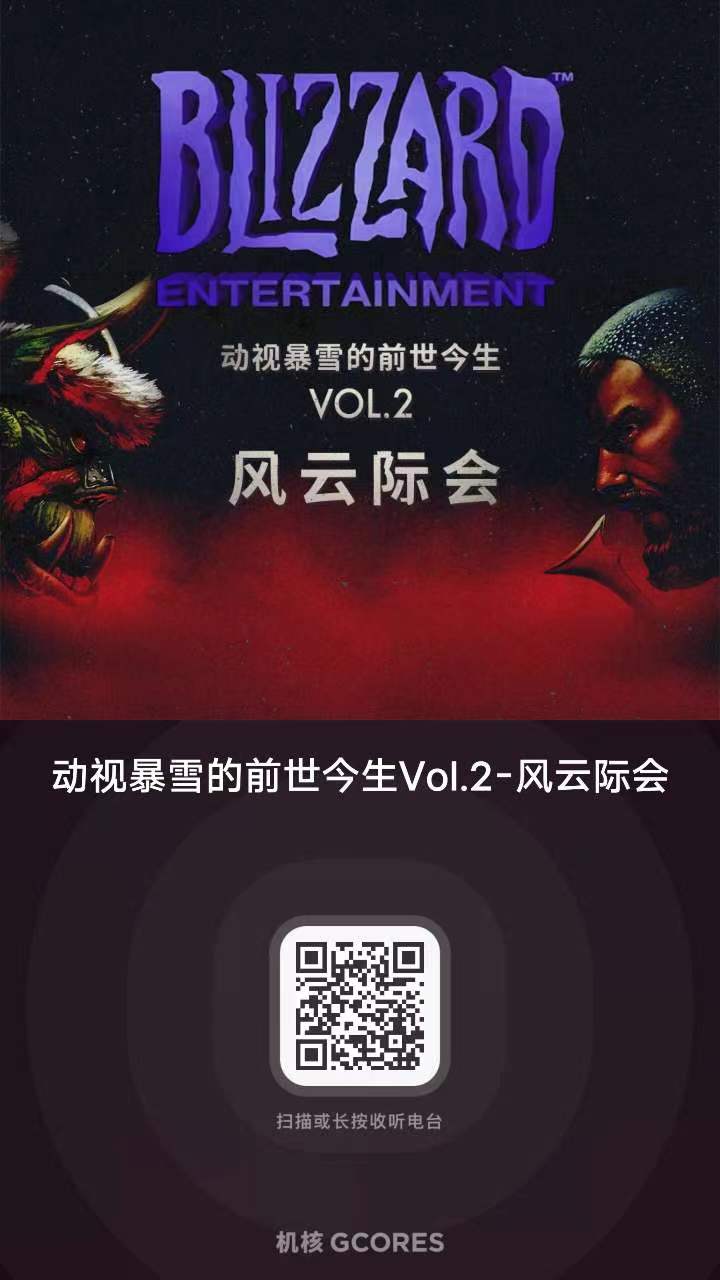 BLIZZARD™
ENTERTAINMENT
动视暴雪的前世今生
VOL.2
风云际会
动视暴雪的前世今生Vol.2-风云际会
扫描或长按收听电台
机核 GCORES